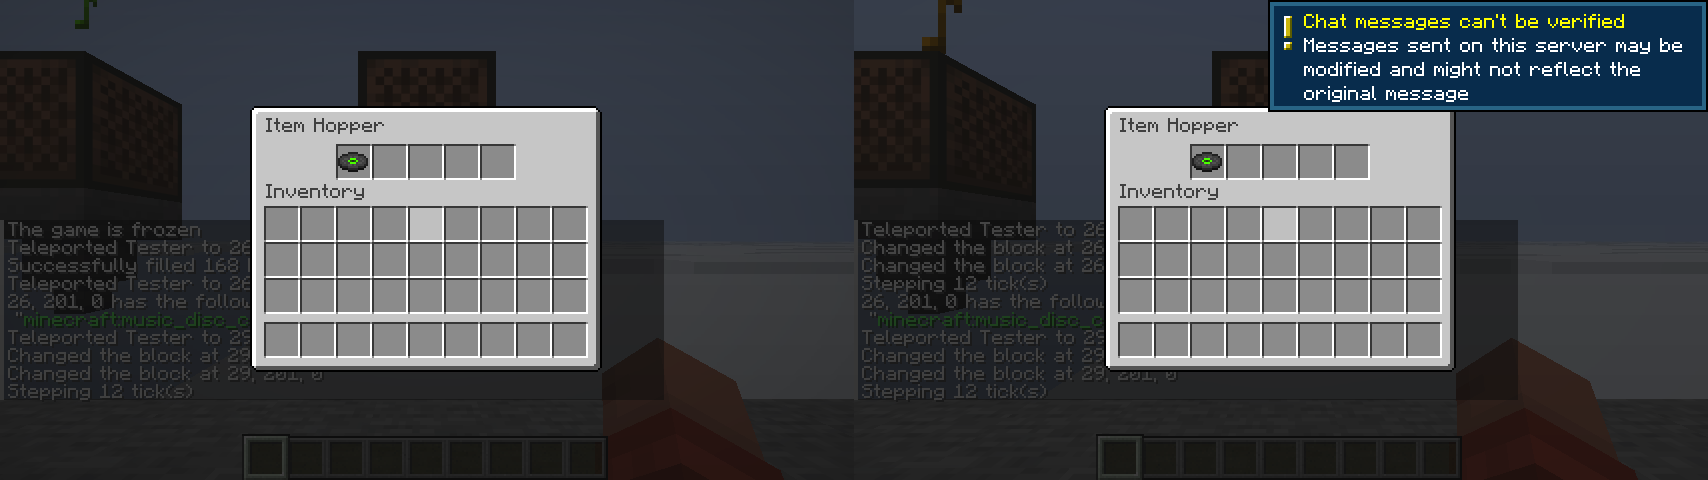 Item Hopper
Inventory
The game is frozen
Teleported Tester to 26
Successfully filled 168
Teleported Tester to 26
26, 201, 0 has the follow
"minecraft:music_disc_c
Teleported Tester to 29
Changed the block at 29, 201, 0
Changed the block at 29, 201, 0
Stepping 12 tick(s)
Chat messages can't be verified
Messages sent on this server may be
modified and might not reflect the
original message
Item Hopper
Inventory
Teleported Tester to 26
Changed the block at 26
Changed the block at 26
Stepping 12 tick(s)
26, 201, 0 has the follow
"minecraft:music_disc_c
Teleported Tester to 29
Changed the block at 29
Changed the block at 29, 201, 0
Stepping 12 tick(s)